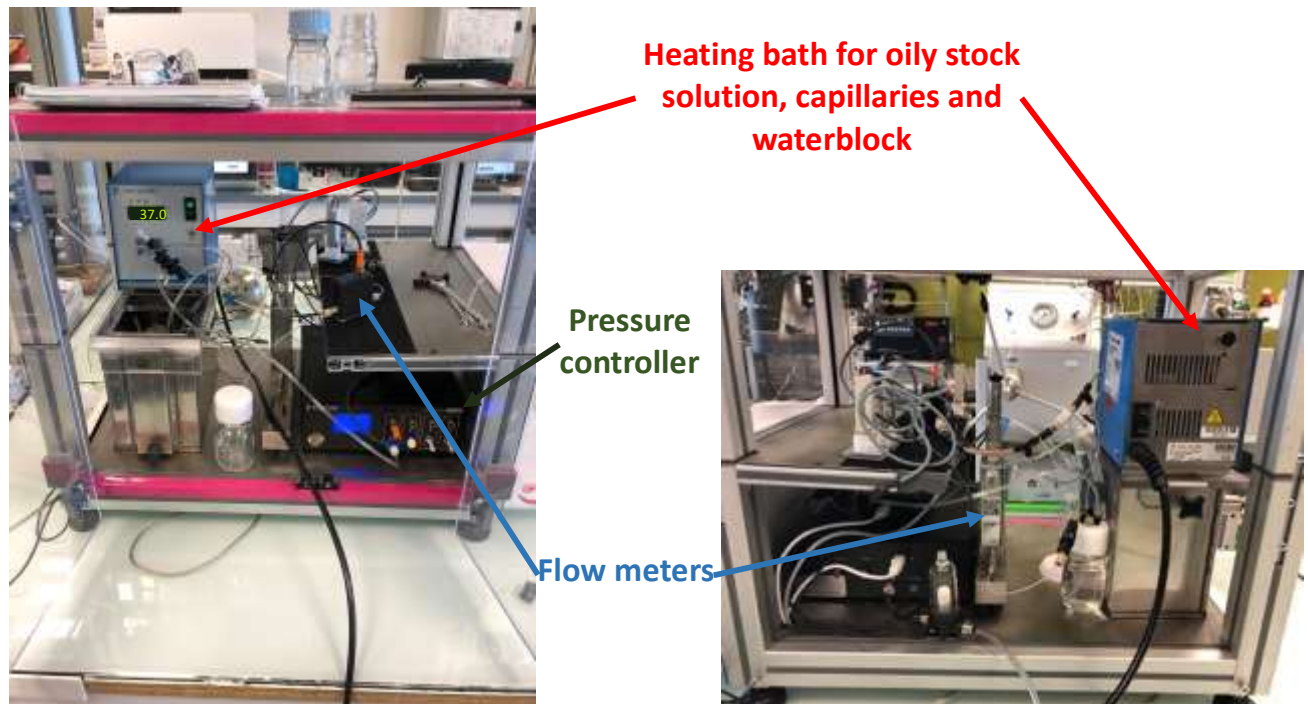 Heating bath for oily stock
solution, capillaries and
waterblock
37.0
Pressure
controller
Flow meters